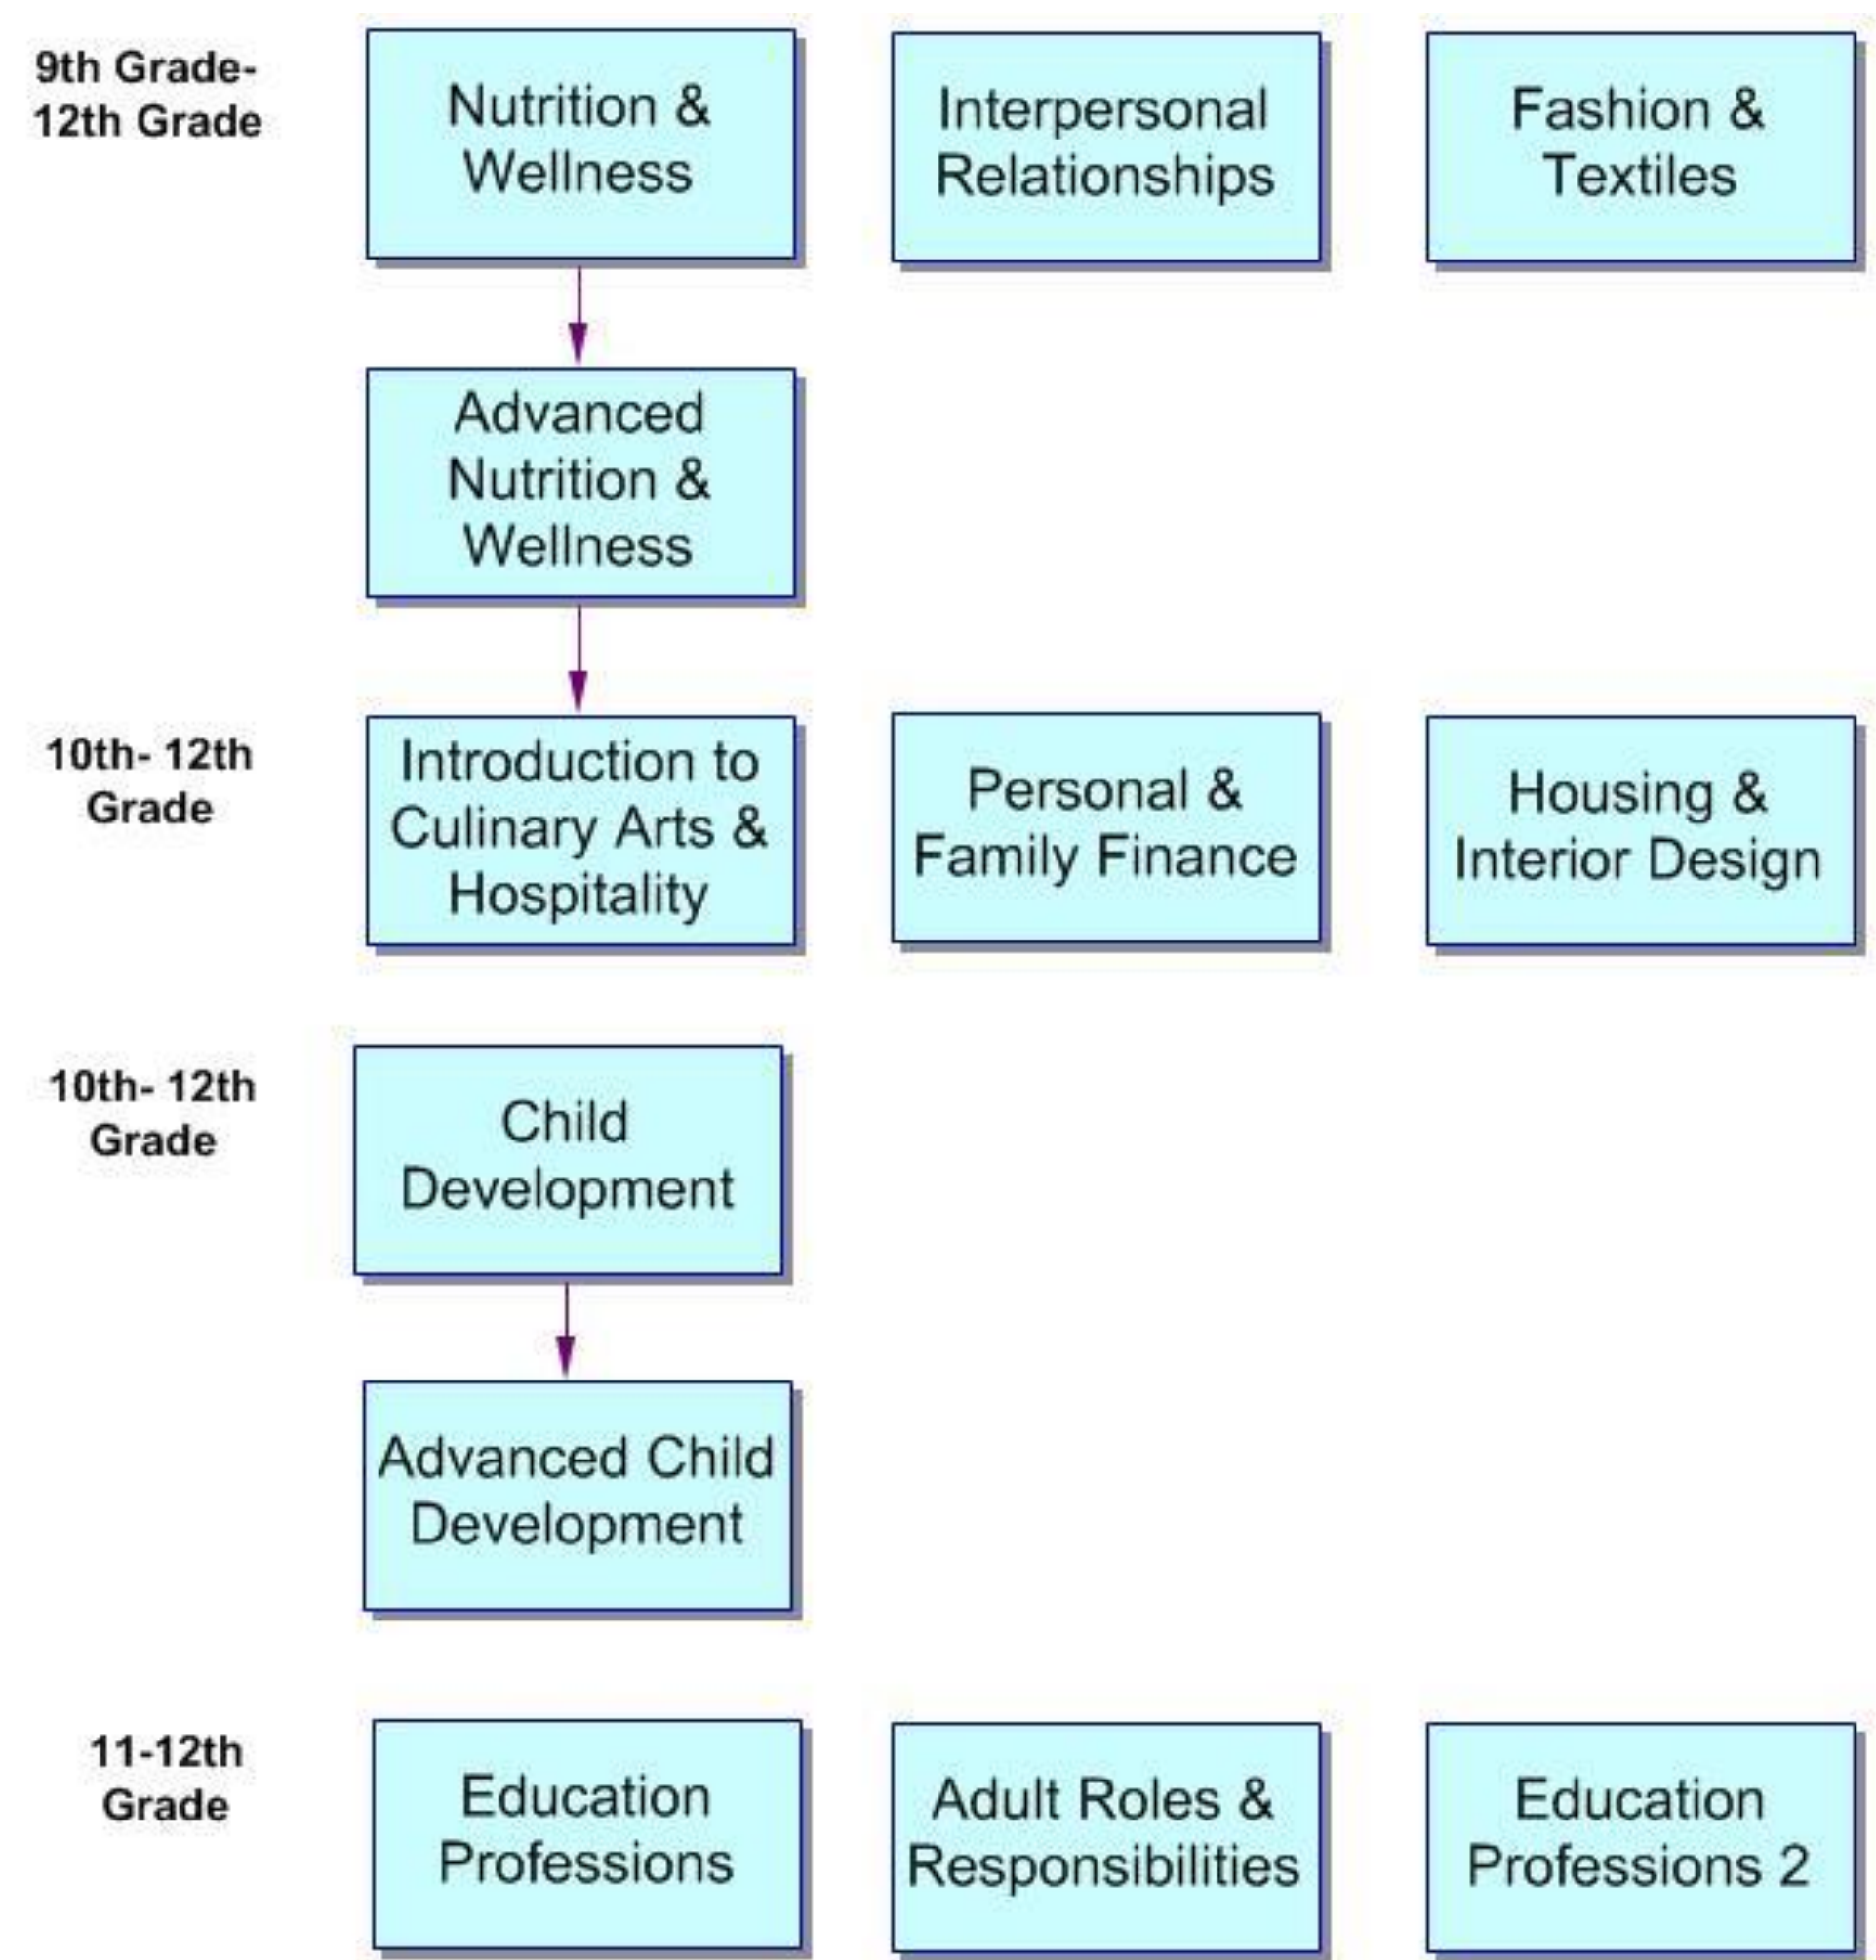 9th Grade-
12th Grade
Nutrition &
Wellness
Interpersonal
Relationships
Fashion &
Textiles
Advanced
Nutrition &
Wellness
10th- 12th
Grade
Introduction to
Culinary Arts &
Hospitality
Personal &
Family Finance
Housing &
Interior Design
10th- 12th
Grade
Child
Development
Advanced Child
Development
11-12th
Grade
Education
Professions
Adult Roles &
Responsibilities
Education
Professions 2